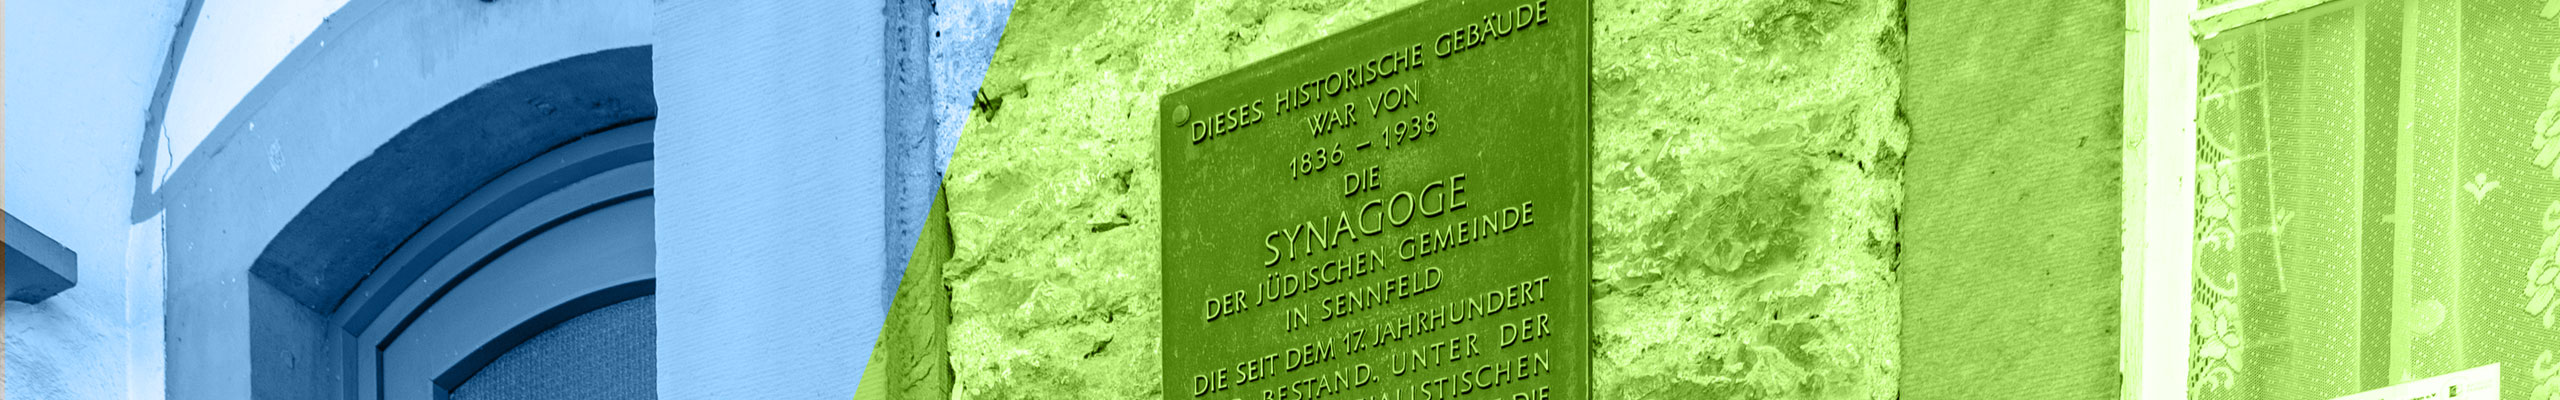 DIESES HISTORISCHE GEBÄUDE
WAR VON
1836 – 1938
DIE
SYNAGOGE
DER JÜDISCHEN GEMEINDE
IN SENNFELD
DIE SEIT DEM 17. JAHRHUNDERT
BESTAND, UNTER DER
DIE